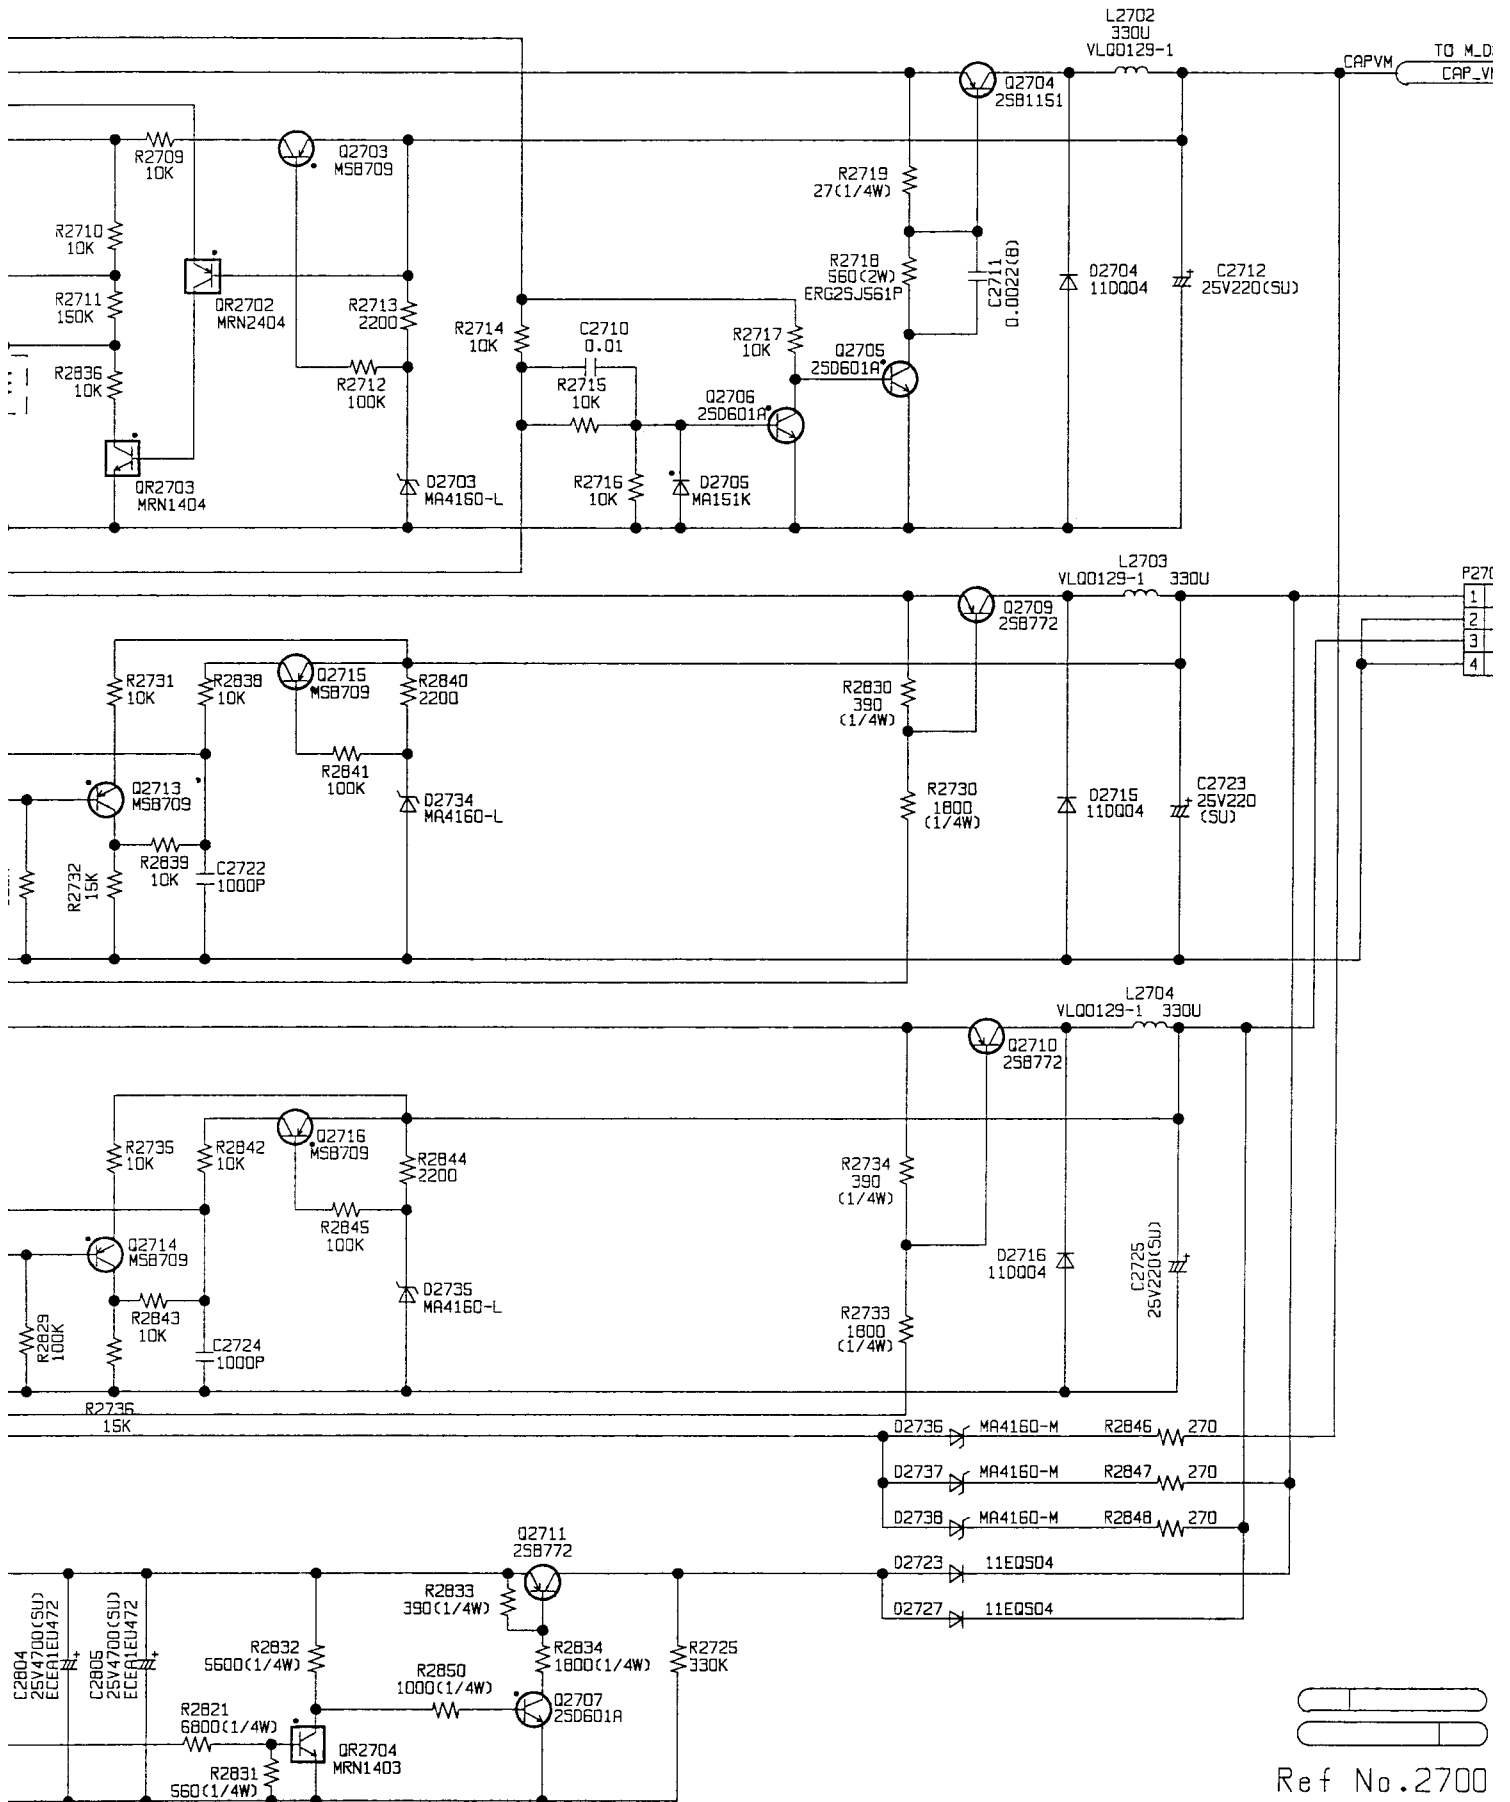 L2702
330U
VLQ0129-1
CAPVM
TO M_D
CAP_V
Q2704
2SB1151
R2709
10K
Q2703
MSB709
R2719
27(1/4W)
R2710
10K
R2718
560(2W)
ERG2SJ561P
C2711
0.0022(B)
D2704
11DQ04
C2712
25V220(SU)
R2711
150K
QR2702
MRN2404
R2713
2200
R2714
10K
C2710
0.01
R2717
10K
Q2705
2SD601A
R2836
10K
R2712
100K
R2715
10K
Q2706
2SD601A
QR2703
MRN1404
D2703
MA4160-L
R2716
10K
D2705
MA151K
L2703
VLQ0129-1 330U
P270
1
2
3
4
Q2709
2SB772
R2731
10K
R2838
10K
Q2715
MSB709
R2840
2200
R2830
390
(1/4W)
R2841
100K
Q2713
MSB709
D2734
MA4160-L
R2730
1800
(1/4W)
D2715
11DQ04
C2723
25V220
(SU)
R2839
10K
R2732
15K
C2722
1000P
L2704
VLQ0129-1 330U
Q2710
2SB772
R2735
10K
R2842
10K
Q2716
MSB709
R2844
2200
R2734
390
(1/4W)
R2845
100K
Q2714
MSB709
D2716
11DQ04
C2725
25V220(SU)
D2735
MA4160-L
R2829
100K
R2843
10K
C2724
1000P
R2733
1800
(1/4W)
R2736
15K
D2736 MA4160-M R2846 270
D2737 MA4160-M R2847 270
D2738 MA4160-M R2848 270
Q2711
2SB772
D2723 11EQS04
D2727 11EQS04
C2804
25V4700(SU)
ECEA1EU472
C2805
25V4700(SU)
ECEA1EU472
R2833
390(1/4W)
R2832
5600(1/4W)
R2834
1800(1/4W)
R2725
330K
R2850
1000(1/4W)
Q2707
2SD601A
R2821
6800(1/4W)
QR2704
MRN1403
R2831
560(1/4W)
Ref No.2700